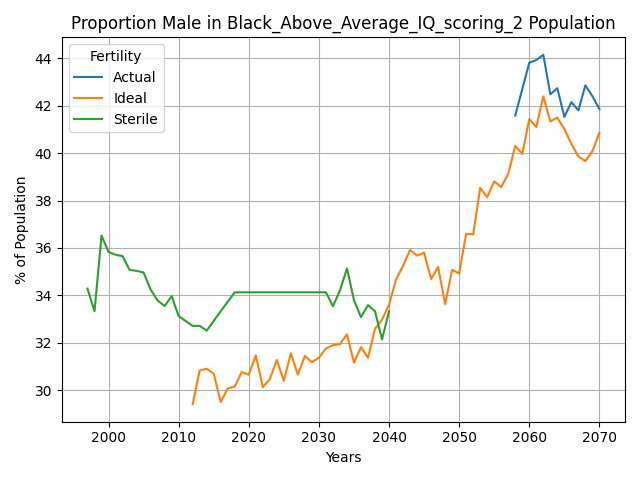 Proportion Male in Black_Above_Average_IQ_scoring_2 Population
Fertility
Actual
Ideal
Sterile
% of Population
44
42
40
38
36
34
32
30
2000 2010 2020 2030 2040 2050 2060 2070
Years